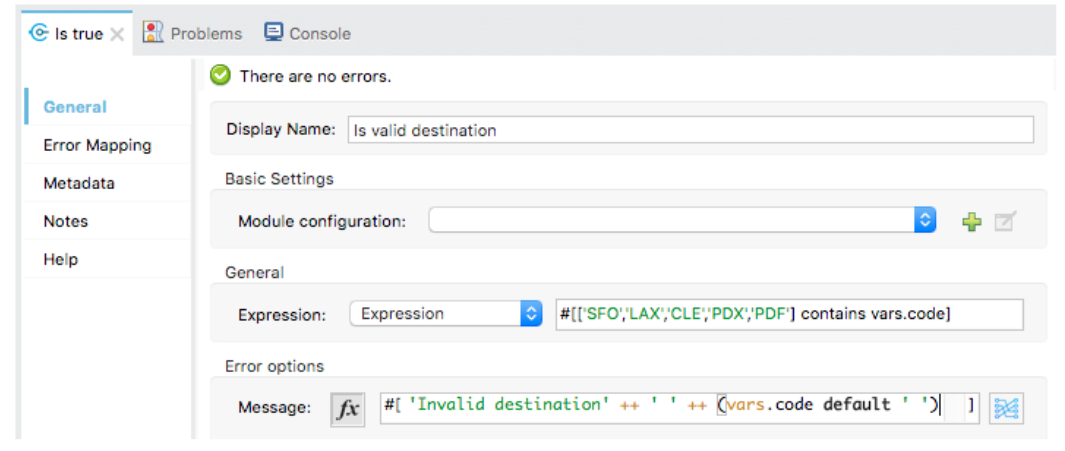 Is true Problems Console
There are no errors.
General
Error Mapping
Metadata
Notes
Help
Display Name: Is valid destination
Basic Settings
Module configuration:
General
Expression: Expression #[['SFO','LAX','CLE','PDX','PDF'] contains vars.code]
Error options
Message: fx #[ 'Invalid destination' ++ ' ' ++ (vars.code default ' ') ]